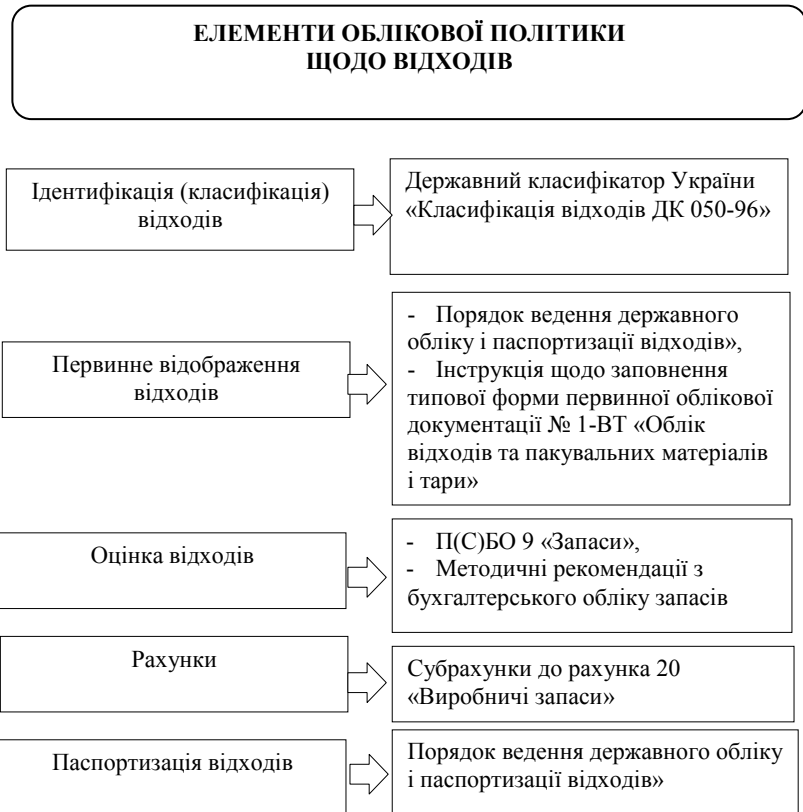 ЕЛЕМЕНТИ ОБЛІКОВОЇ ПОЛІТИКИ
ЩОДО ВІДХОДІВ
Ідентифікація (класифікація)
відходів
Державний класифікатор України
«Класифікація відходів ДК 050-96»
Первинне відображення
відходів
- Порядок ведення державного
обліку і паспортизації відходів»,
- Інструкція щодо заповнення
типової форми первинної облікової
документації № 1-ВТ «Облік
відходів та пакувальних матеріалів
і тари»
Оцінка відходів
- П(С)БО 9 «Запаси»,
- Методичні рекомендації з
бухгалтерського обліку запасів
Рахунки
Субрахунки до рахунка 20
«Виробничі запаси»
Паспортизація відходів
Порядок ведення державного обліку
і паспортизації відходів»